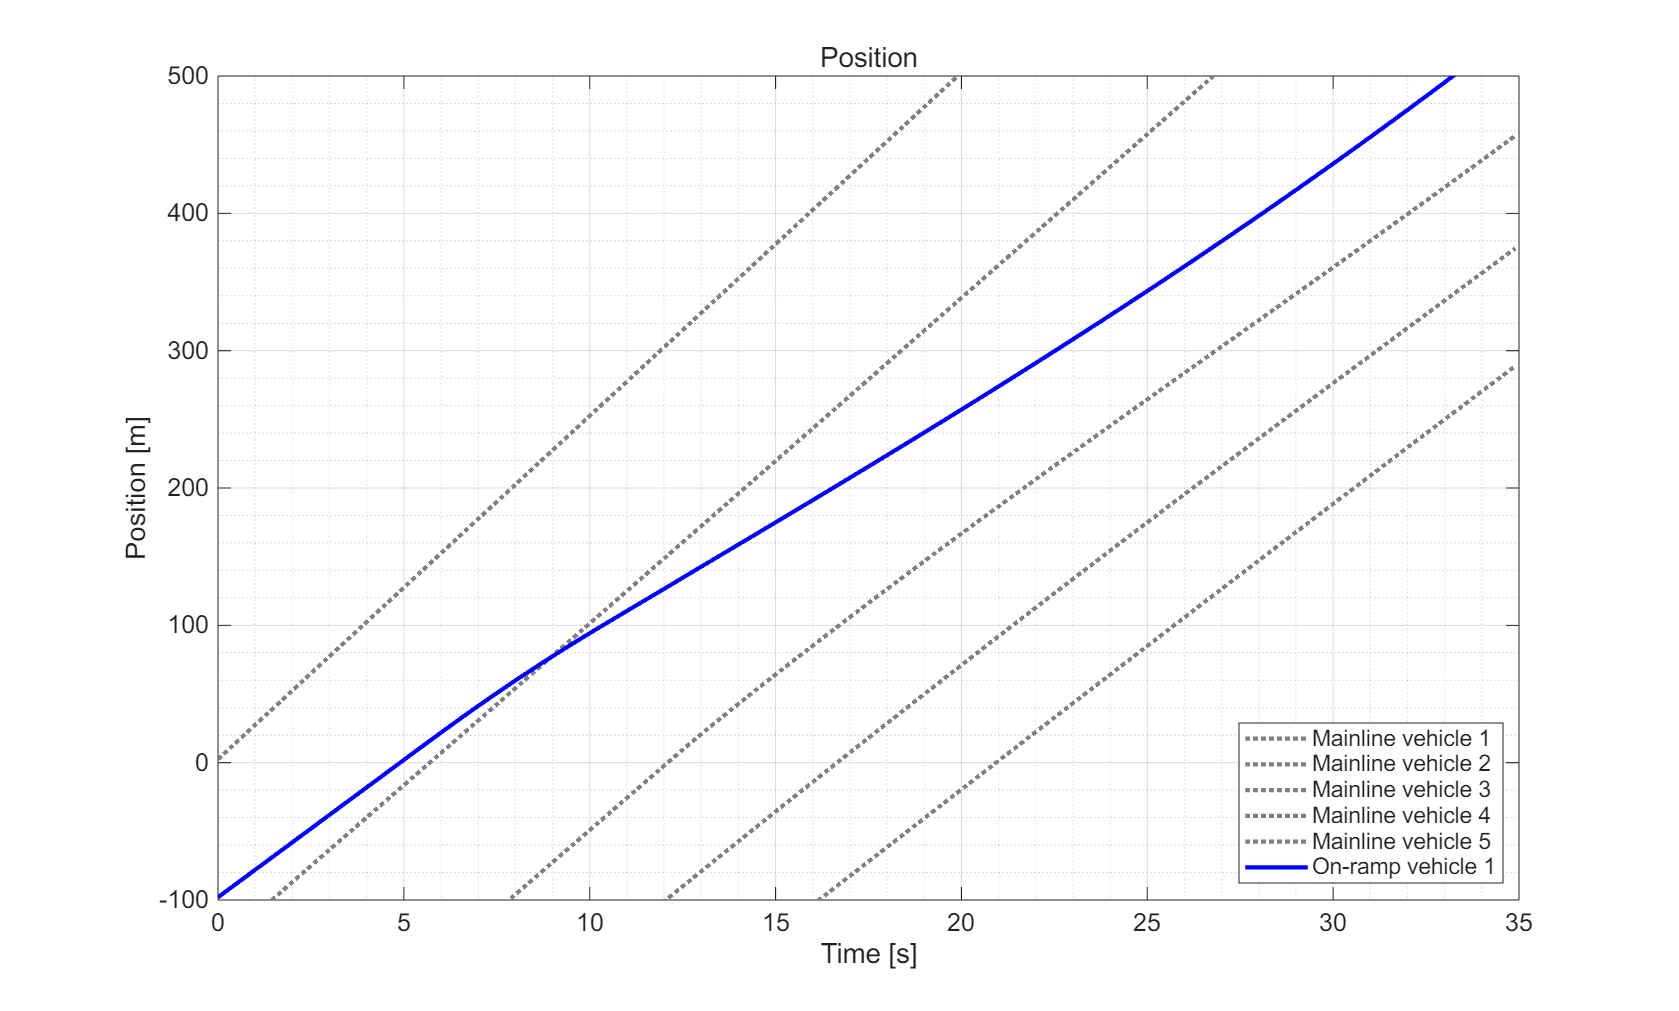 Position
500
400
300
200
100
0
-100
Position [m]
0 5 10 15 20 25 30 35
Time [s]
Mainline vehicle 1
Mainline vehicle 2
Mainline vehicle 3
Mainline vehicle 4
Mainline vehicle 5
On-ramp vehicle 1